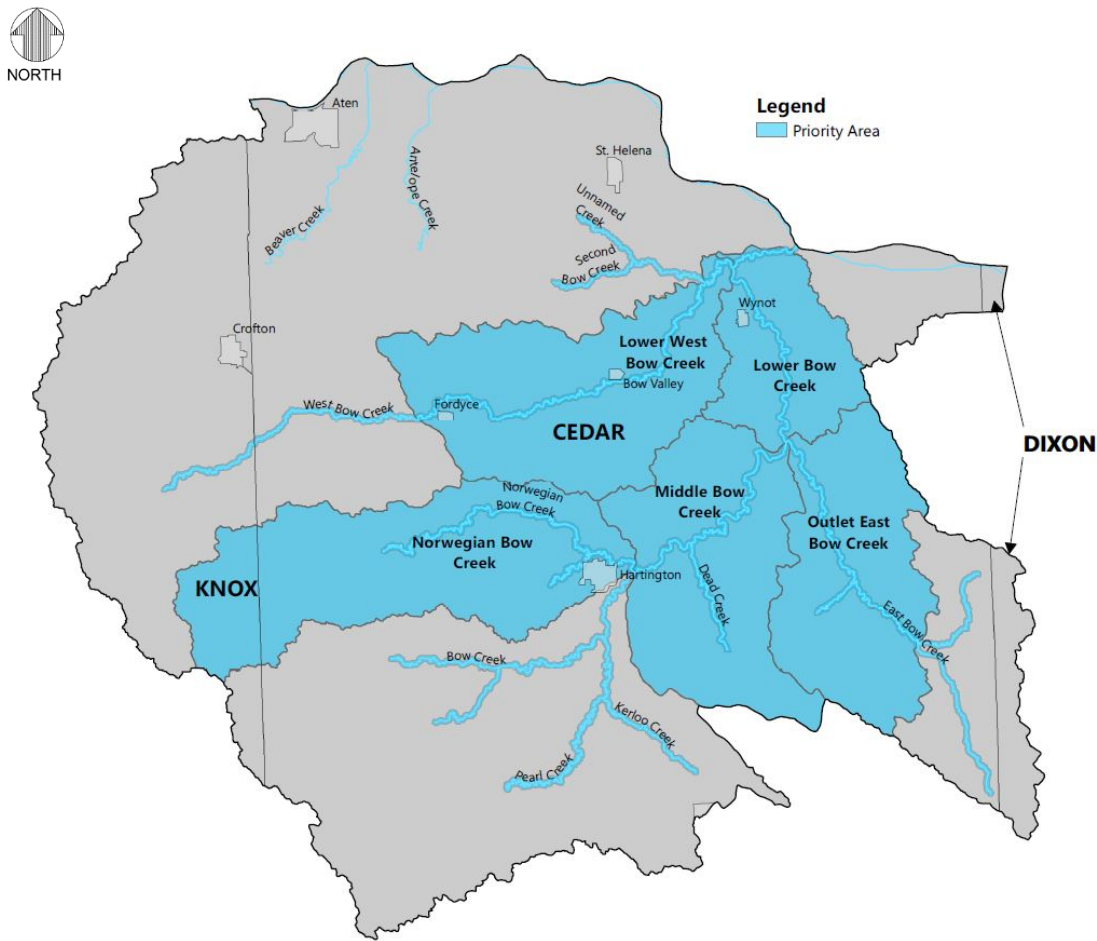 NORTH
Legend
Priority Area
Aten
St. Helena
Beaver Creek
Antelope Creek
Unnamed
Creek
Second
Bow Creek
Wynot
Crofton
Lower West
Bow Creek
Lower Bow
Creek
Bow Valley
West Bow Creek
Fordyce
CEDAR
DIXON
Norwegian
Bow Creek
Middle Bow
Creek
Outlet East
Bow Creek
Norwegian Bow
Creek
KNOX
Hartington
Dead Creek
East Bow Creek
Bow Creek
Kerloo Creek
Pearl Creek